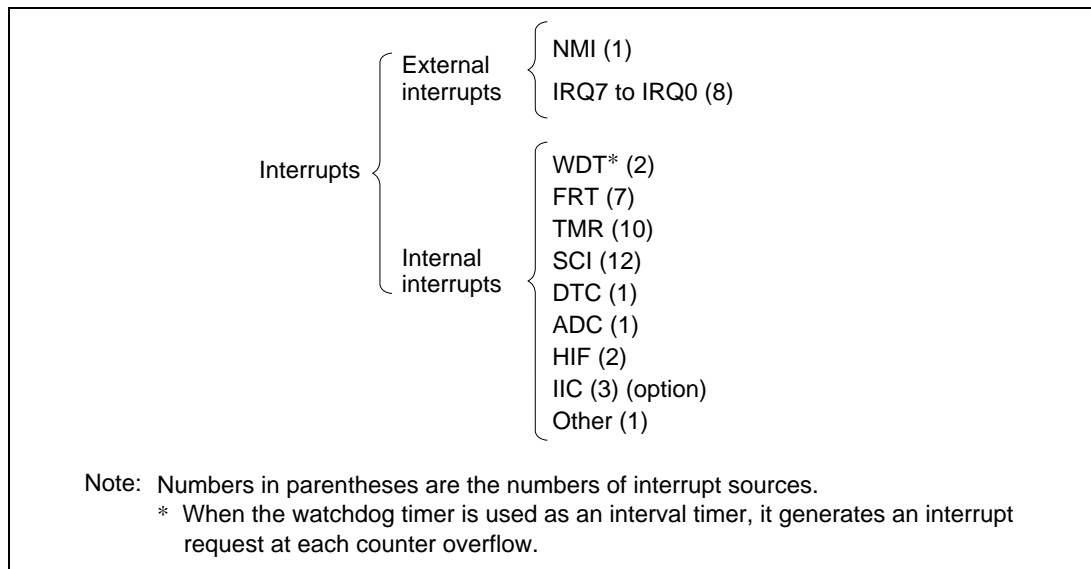 Interrupts
External
interrupts
NMI (1)
IRQ7 to IRQ0 (8)
Internal
interrupts
WDT* (2)
FRT (7)
TMR (10)
SCI (12)
DTC (1)
ADC (1)
HIF (2)
IIC (3) (option)
Other (1)
Note: Numbers in parentheses are the numbers of interrupt sources.
* When the watchdog timer is used as an interval timer, it generates an interrupt
request at each counter overflow.